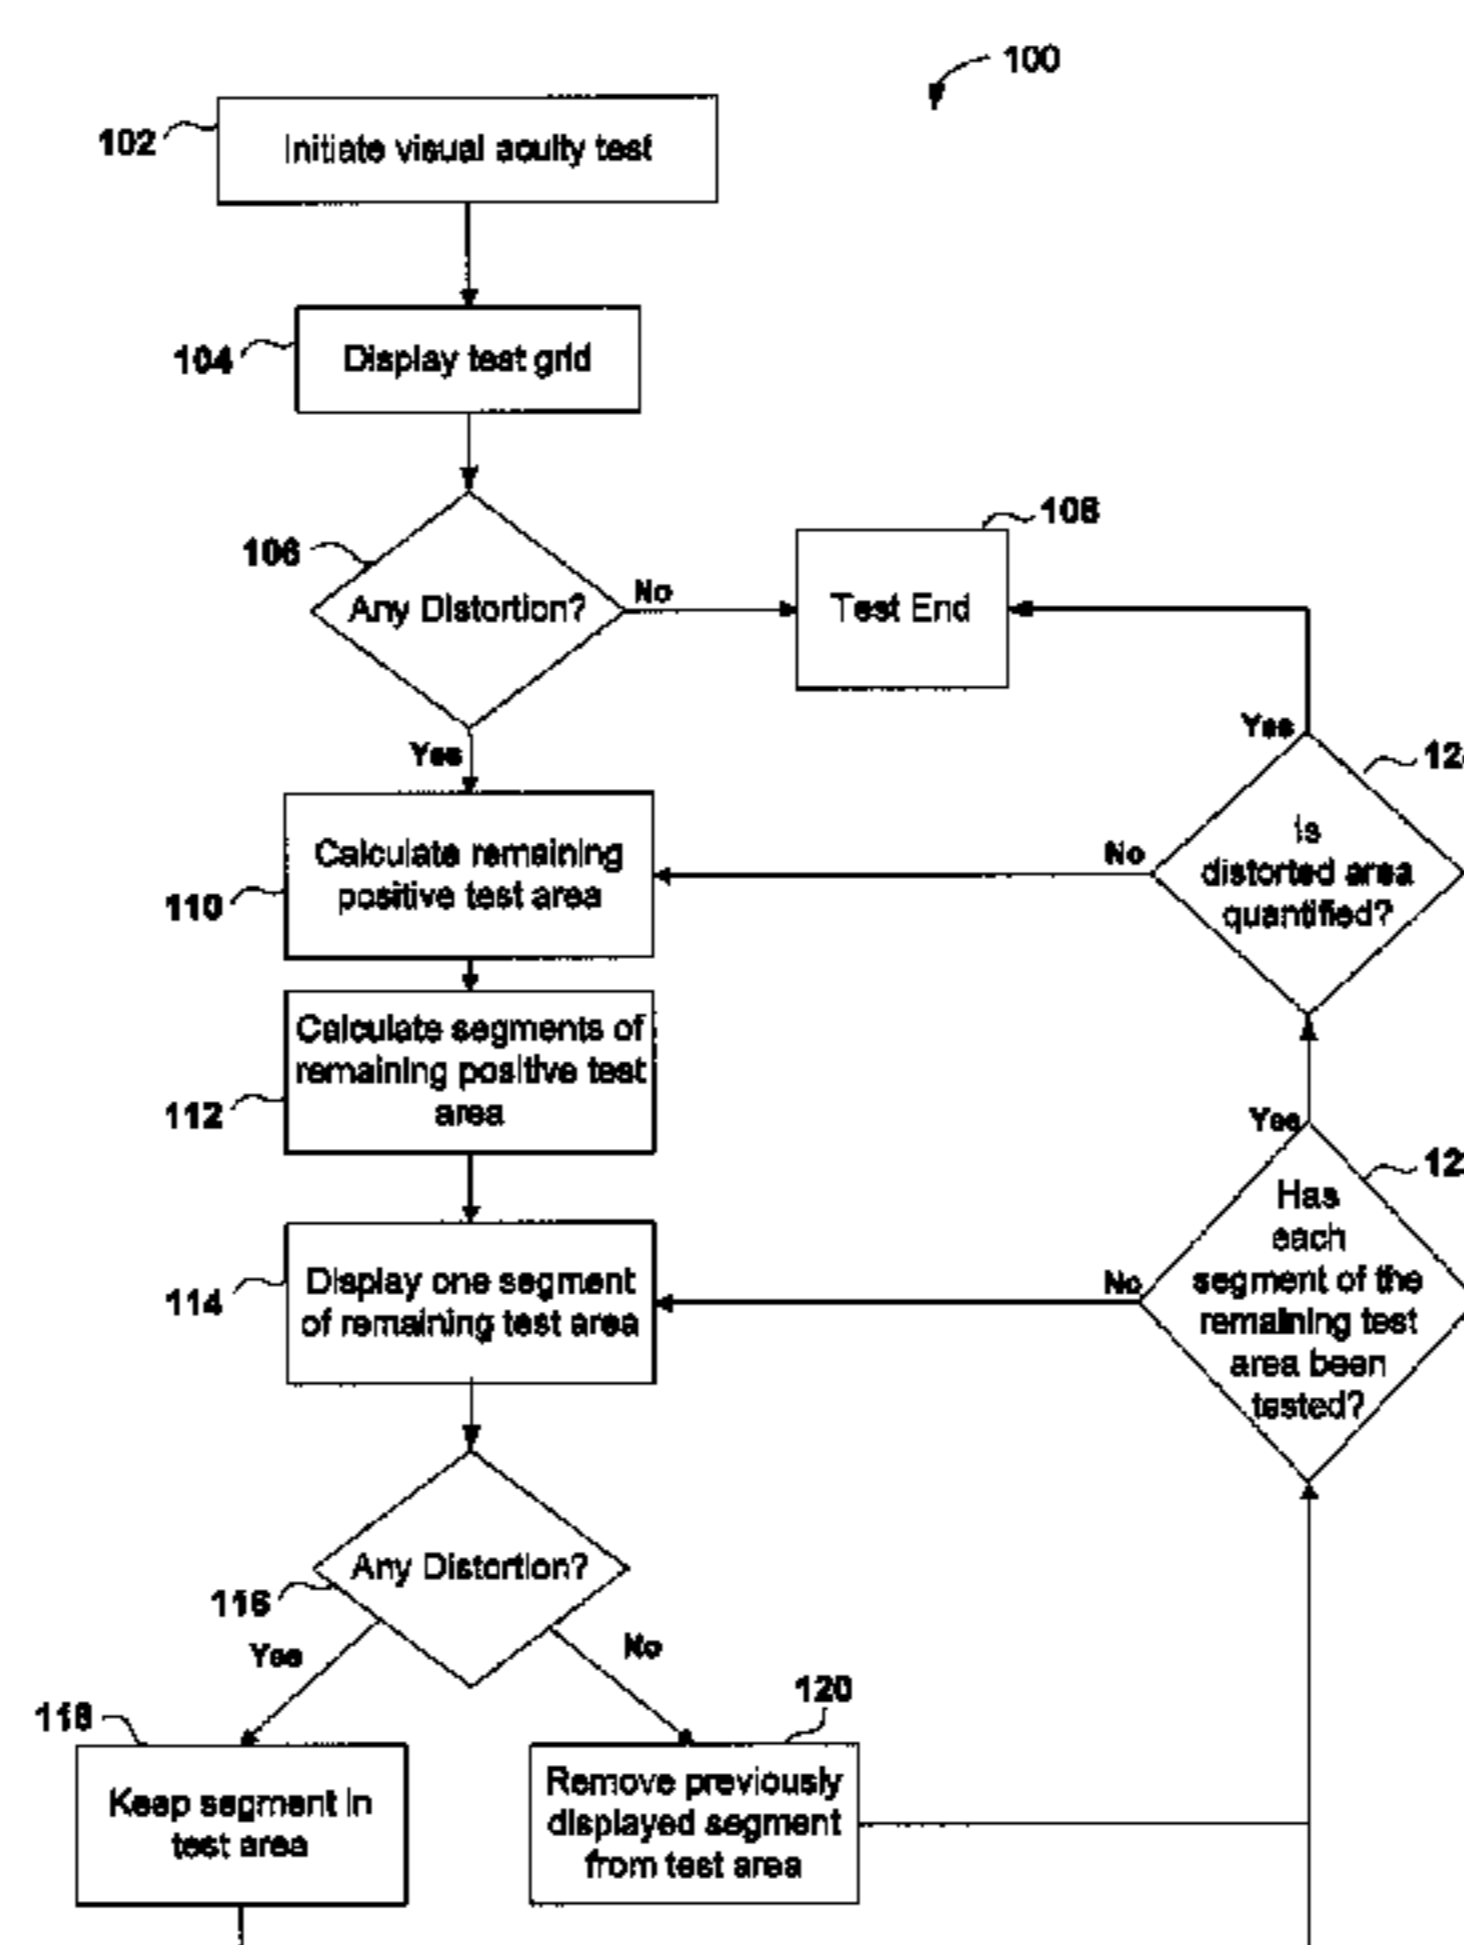 100
102
Initiate visual acuity test
104
Display test grid
106
Any Distortion?
No
108
Test End
Yes
Yes
110
Calculate remaining
positive test area
No
Is
distorted area
quantified?
112
Calculate segments of
remaining positive test
area
Yes
114
Display one segment
of remaining test area
No
Has
each
segment of the
remaining test
area been
tested?
116
Any Distortion?
Yes
No
118
Keep segment in
test area
120
Remove previously
displayed segment
from test area